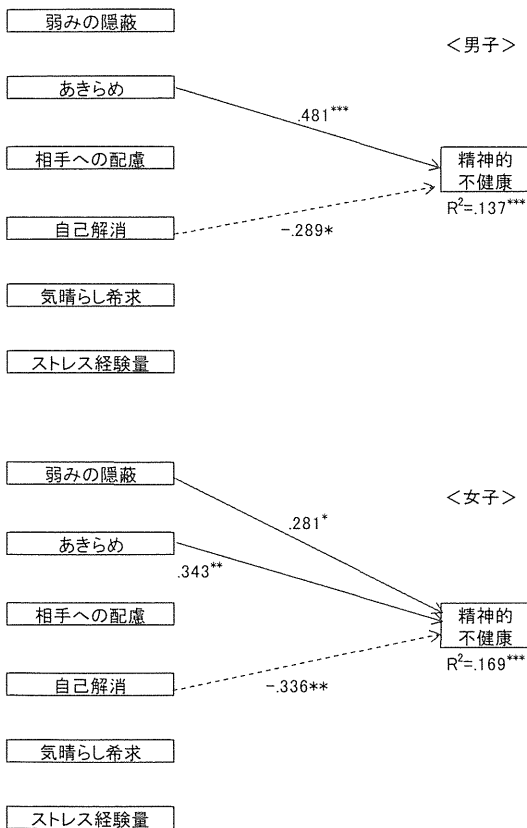 弱みの隠蔽
<男子>
あきらめ
.481***
相手への配慮
精神的
不健康
R²=.137***
自己解消
-.289*
気晴らし希求
ストレス経験量
弱みの隠蔽
<女子>
.281*
あきらめ
.343**
相手への配慮
精神的
不健康
R²=.169***
自己解消
-.336**
気晴らし希求
ストレス経験量